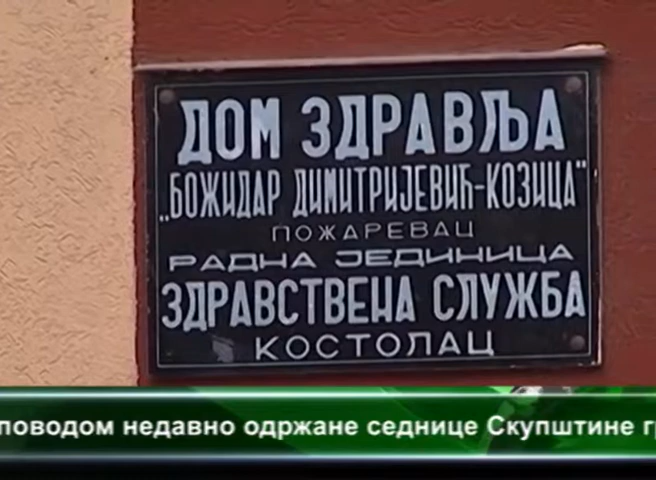 ДОМ ЗДРАВЉА
„БОЖИДАР ДИМИТРИЈЕВИЋ-КОЗИЦА"
ПОЖАРЕВАЦ
РАДНА ЈЕДИНИЦА
ЗДРАВСТВЕНА СЛУЖБА
КОСТОЛАЦ
поводом недавно одржане седнице Скупштине